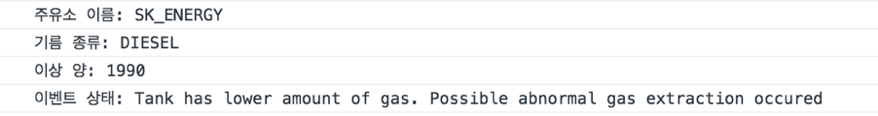 주유소 이름: SK_ENERGY
기름 종류: DIESEL
이상 양: 1990
이벤트 상태: Tank has lower amount of gas. Possible abnormal gas extraction occured